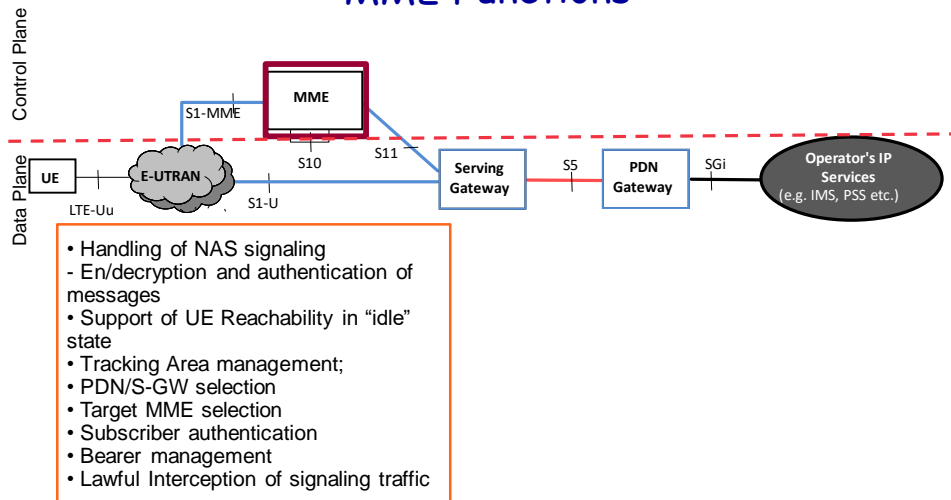 MME Functions
Control Plane
Data Plane
MME
S1-MME
S10
S11
UE
LTE-Uu
E-UTRAN
S1-U
Serving
Gateway
S5
PDN
Gateway
SGi
Operator's IP
Services
(e.g. IMS, PSS etc.)
• Handling of NAS signaling
- En/decryption and authentication of
messages
• Support of UE Reachability in “idle”
state
• Tracking Area management;
• PDN/S-GW selection
• Target MME selection
• Subscriber authentication
• Bearer management
• Lawful Interception of signaling traffic